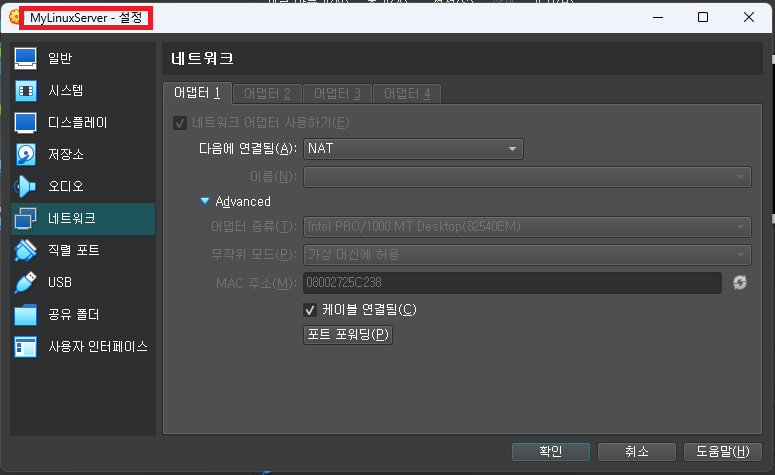 MyLinuxServer - 설정
일반
시스템
디스플레이
저장소
오디오
네트워크
직렬 포트
USB
공유 폴더
사용자 인터페이스
네트워크
어댑터 1
어댑터 2
어댑터 3
어댑터 4
네트워크 어댑터 사용하기(E)
다음에 연결됨(A): NAT
이름(N):
Advanced
어댑터 종류(T): Intel PRO/1000 MT Desktop(82540EM)
무작위 모드(P): 가상 머신에 허용
MAC 주소(M): 08002725C238
케이블 연결됨(C)
포트 포워딩(P)
확인
취소
도움말(H)